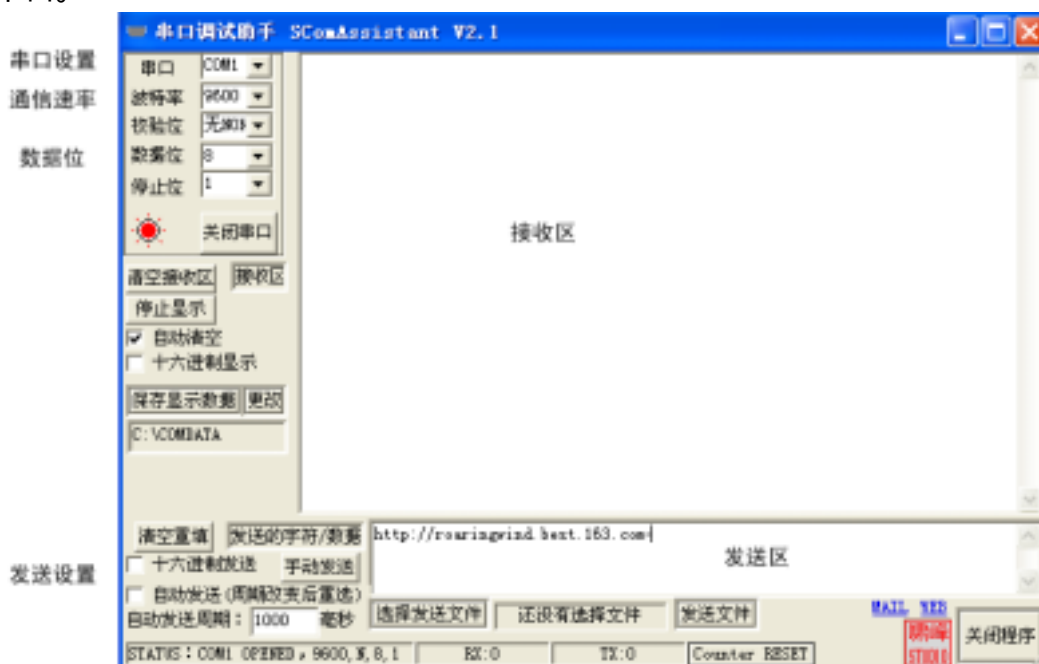 串口调试助手 SComAssistant V2.1
串口设置
串口 COM1
通信速率
波特率 9600
校验位 无NON
数据位
数据位 8
停止位 1
关闭串口
接收区
清空接收区 接收区
停止显示
自动清空
十六进制显示
保存显示数据 更改
C:\COMDATA
清空重填 发送的字符/数据 http://roaringwind.best.163.com
发送区
发送设置
十六进制发送 手动发送
自动发送(周期改变后重选)
自动发送周期: 1000 毫秒 选择发送文件 还没有选择文件 发送文件
MAIL WEB
STUDIO
关闭程序
STATUS:COM1 OPENED,9600,N,8,1 RX:0 TX:0 Counter RESET